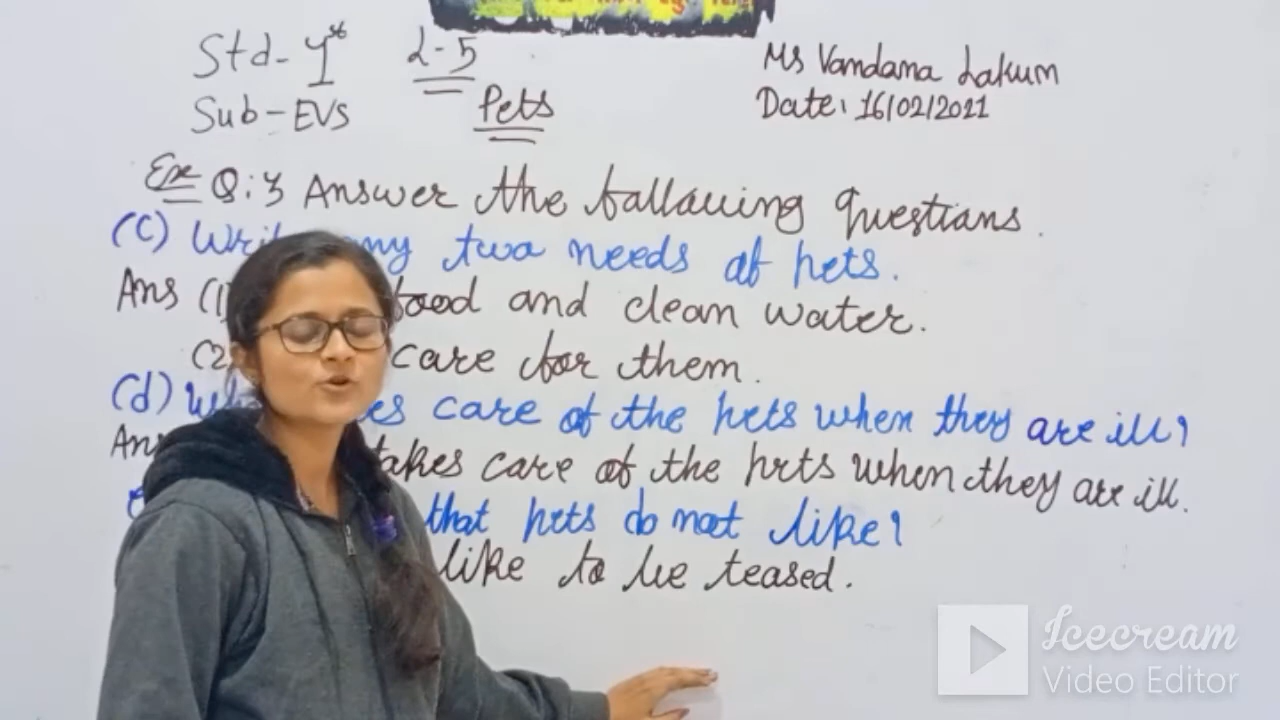 Std-1st L-5
Sub-EVS Pets
Ms Vandana Lakum
Date: 16/02/2021
Ex Q:3 Answer the following questions.
(C) Write any two needs of pets.
Ans (1) food and clean water.
(2) care for them.
(d) care of the pets when they are ill?
Ans takes care of the pets when they are ill.
that pets do not like?
like to be teased.
Icecream
Video Editor